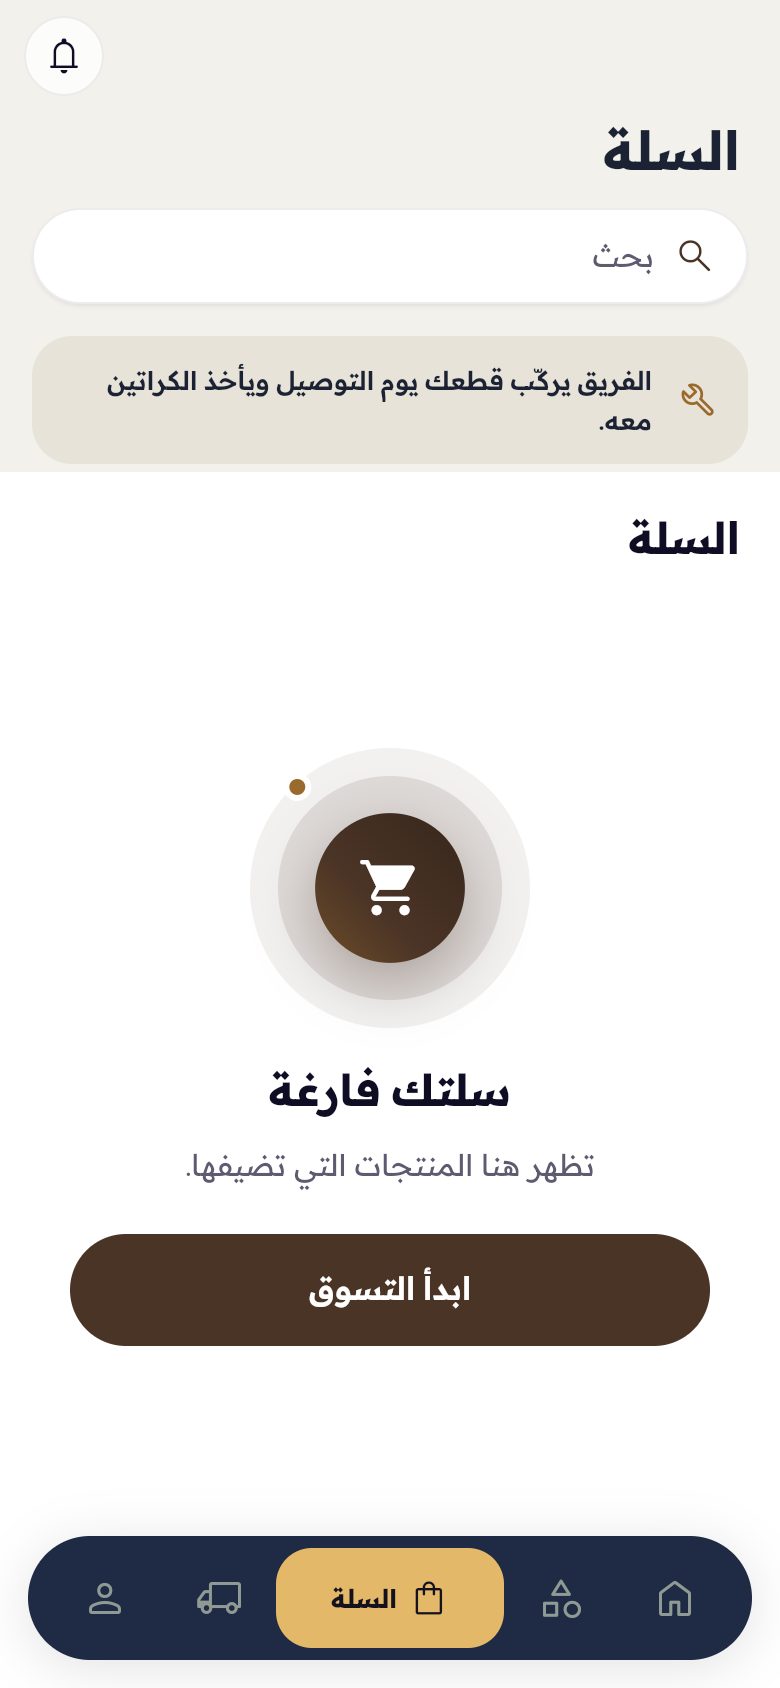 السلة
بحث
الفريق يركّب قطعك يوم التوصيل ويأخذ الكراتين
معه.
السلة
سلتك فارغة
تظهر هنا المنتجات التي تضيفها.
ابدأ التسوق
السلة